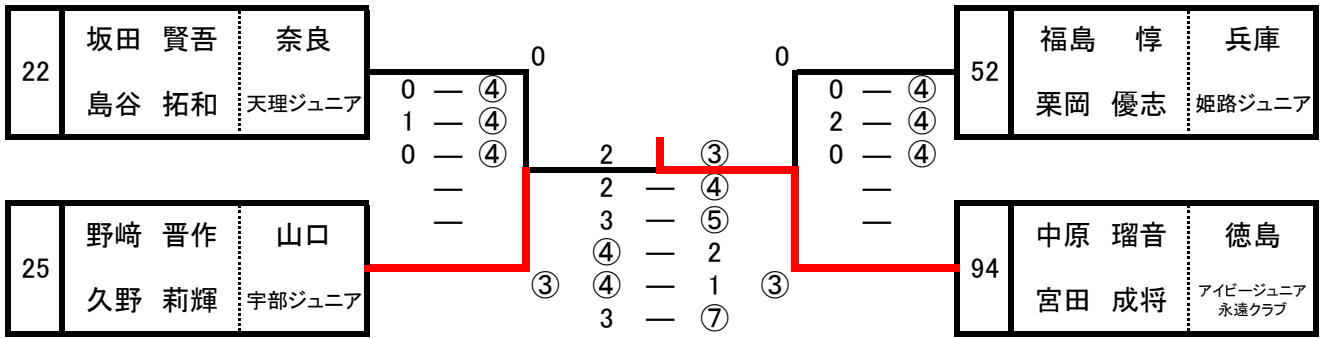 22
坂田 賢吾 奈良
島谷 拓和 天理ジュニア
0
0 — ④
1 — ④
0 — ④
—
—
25
野﨑 晋作 山口
久野 莉輝 宇部ジュニア
③
2 ③
2 — ④
3 — ⑤
④ — 2
④ — 1
3 — ⑦
0
0 — ④
2 — ④
0 — ④
—
—
③
52
福島 惇 兵庫
栗岡 優志 姫路ジュニア
94
中原 瑠音 徳島
宮田 成将 アイビージュニア
永遠クラブ